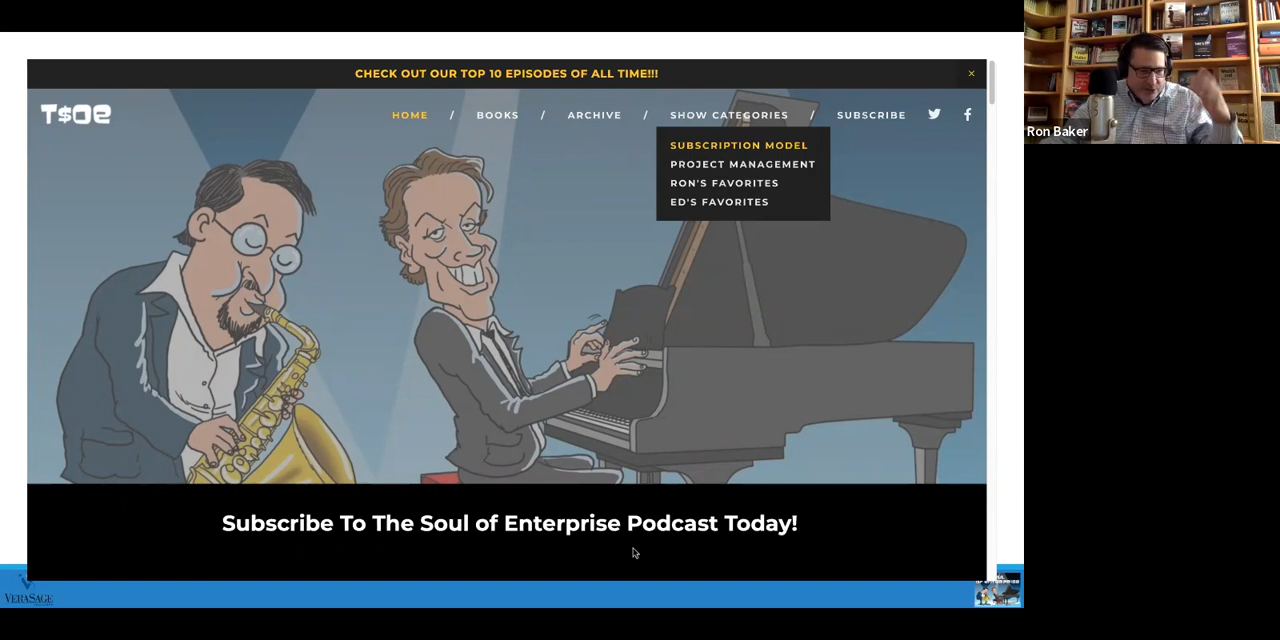 CHECK OUT OUR TOP 10 EPISODES OF ALL TIME!!!
×
T$OE
HOME / BOOKS / ARCHIVE / SHOW CATEGORIES / SUBSCRIBE
SUBSCRIPTION MODEL
PROJECT MANAGEMENT
RON'S FAVORITES
ED'S FAVORITES
Subscribe To The Soul of Enterprise Podcast Today!
VERASAGE
Ron Baker